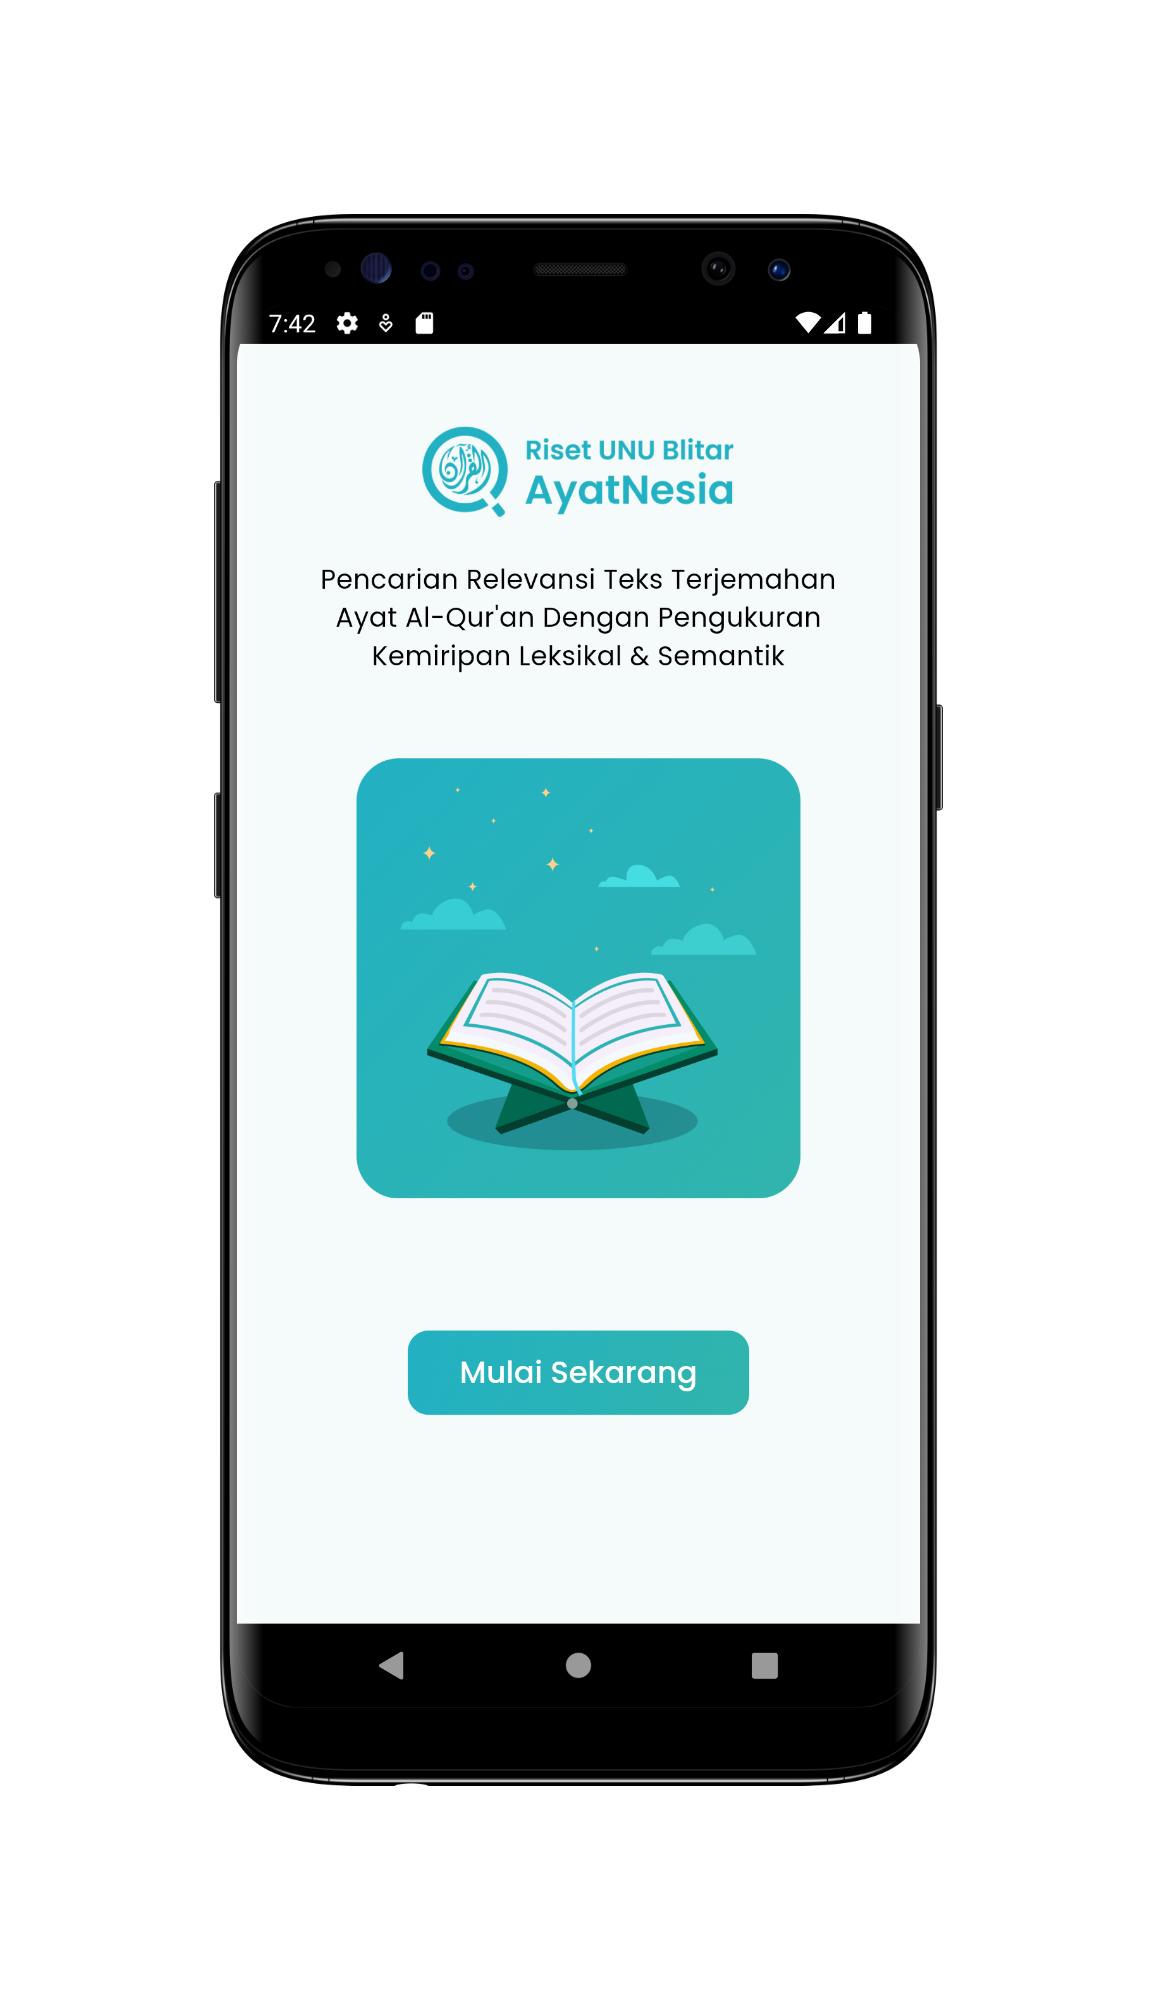 7:42
القرآن
Riset UNU Blitar
AyatNesia
Pencarian Relevansi Teks Terjemahan
Ayat Al-Qur'an Dengan Pengukuran
Kemiripan Leksikal & Semantik
Mulai Sekarang